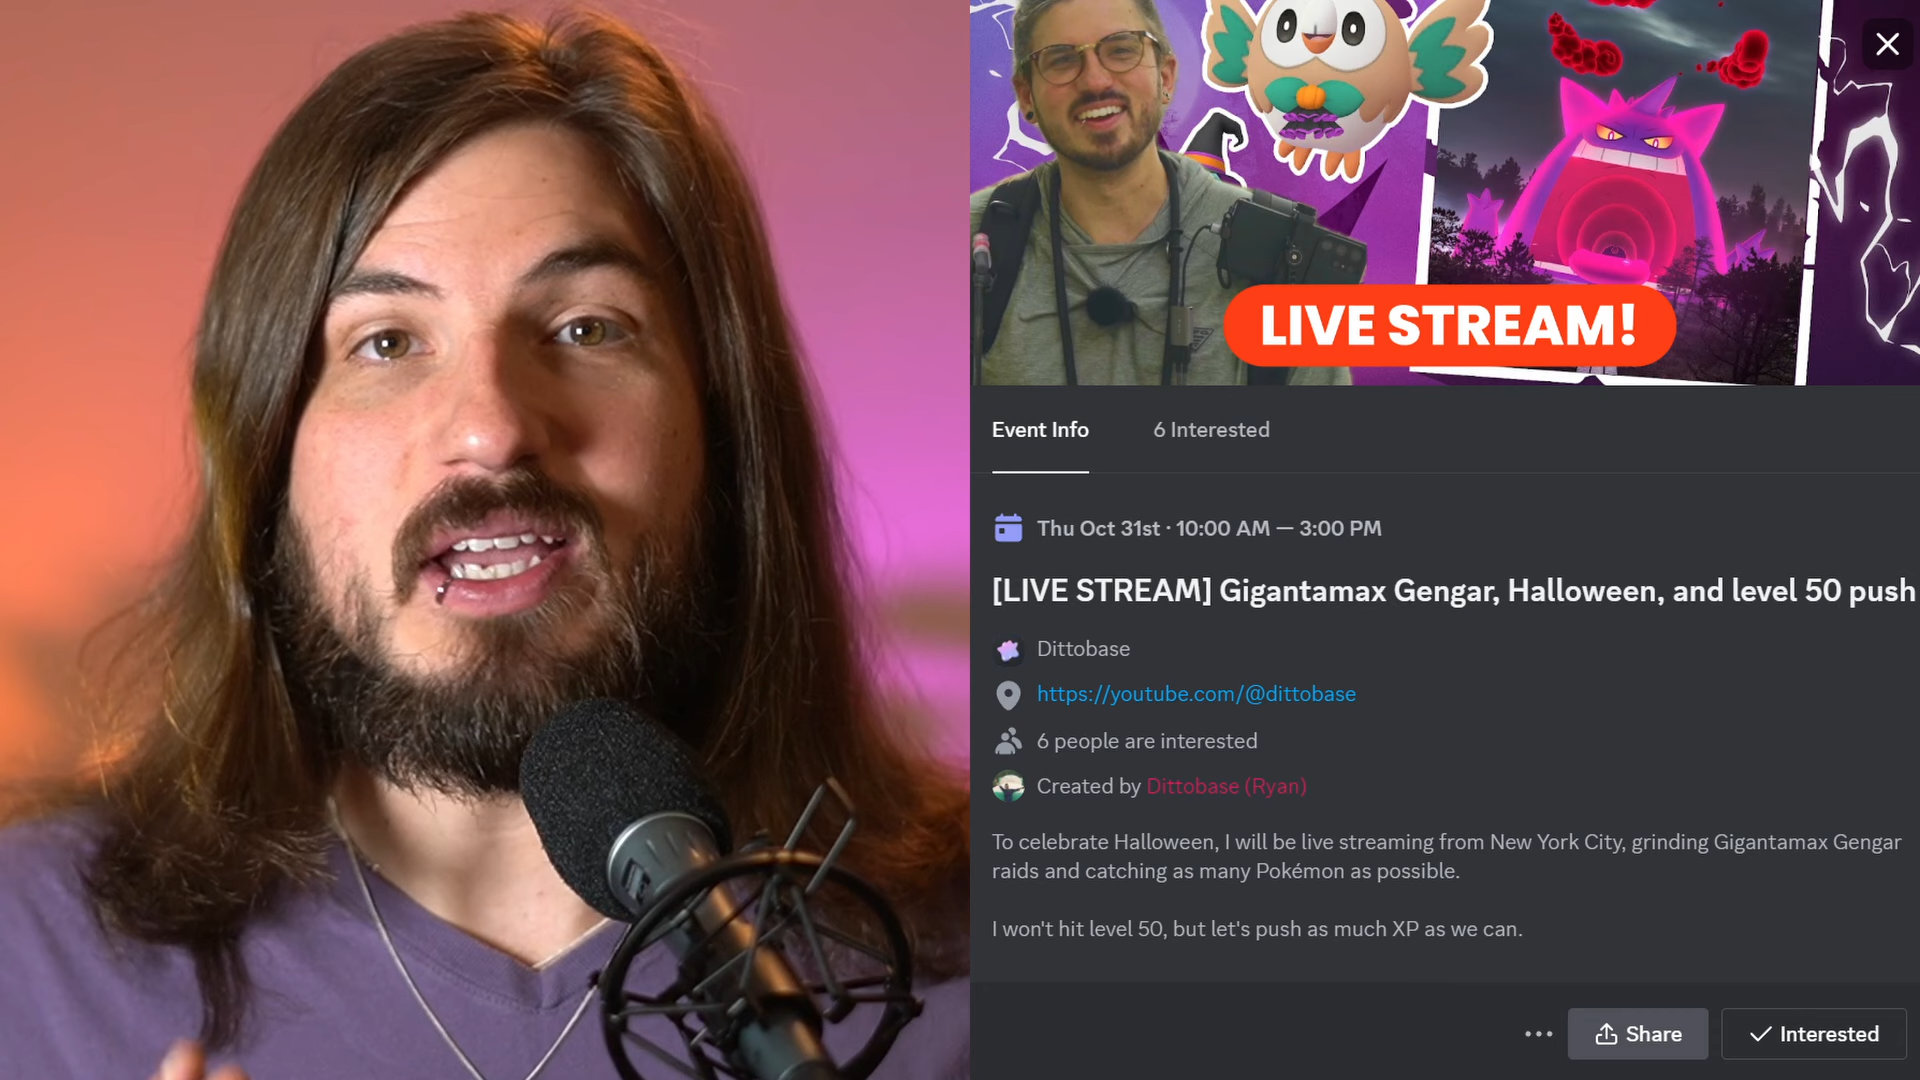 LIVE STREAM!
Event Info
6 Interested
Thu Oct 31st · 10:00 AM — 3:00 PM
[LIVE STREAM] Gigantamax Gengar, Halloween, and level 50 push
Dittobase
https://youtube.com/@dittobase
6 people are interested
Created by Dittobase (Ryan)
To celebrate Halloween, I will be live streaming from New York City, grinding Gigantamax Gengar
raids and catching as many Pokémon as possible.
I won't hit level 50, but let's push as much XP as we can.
Share
Interested